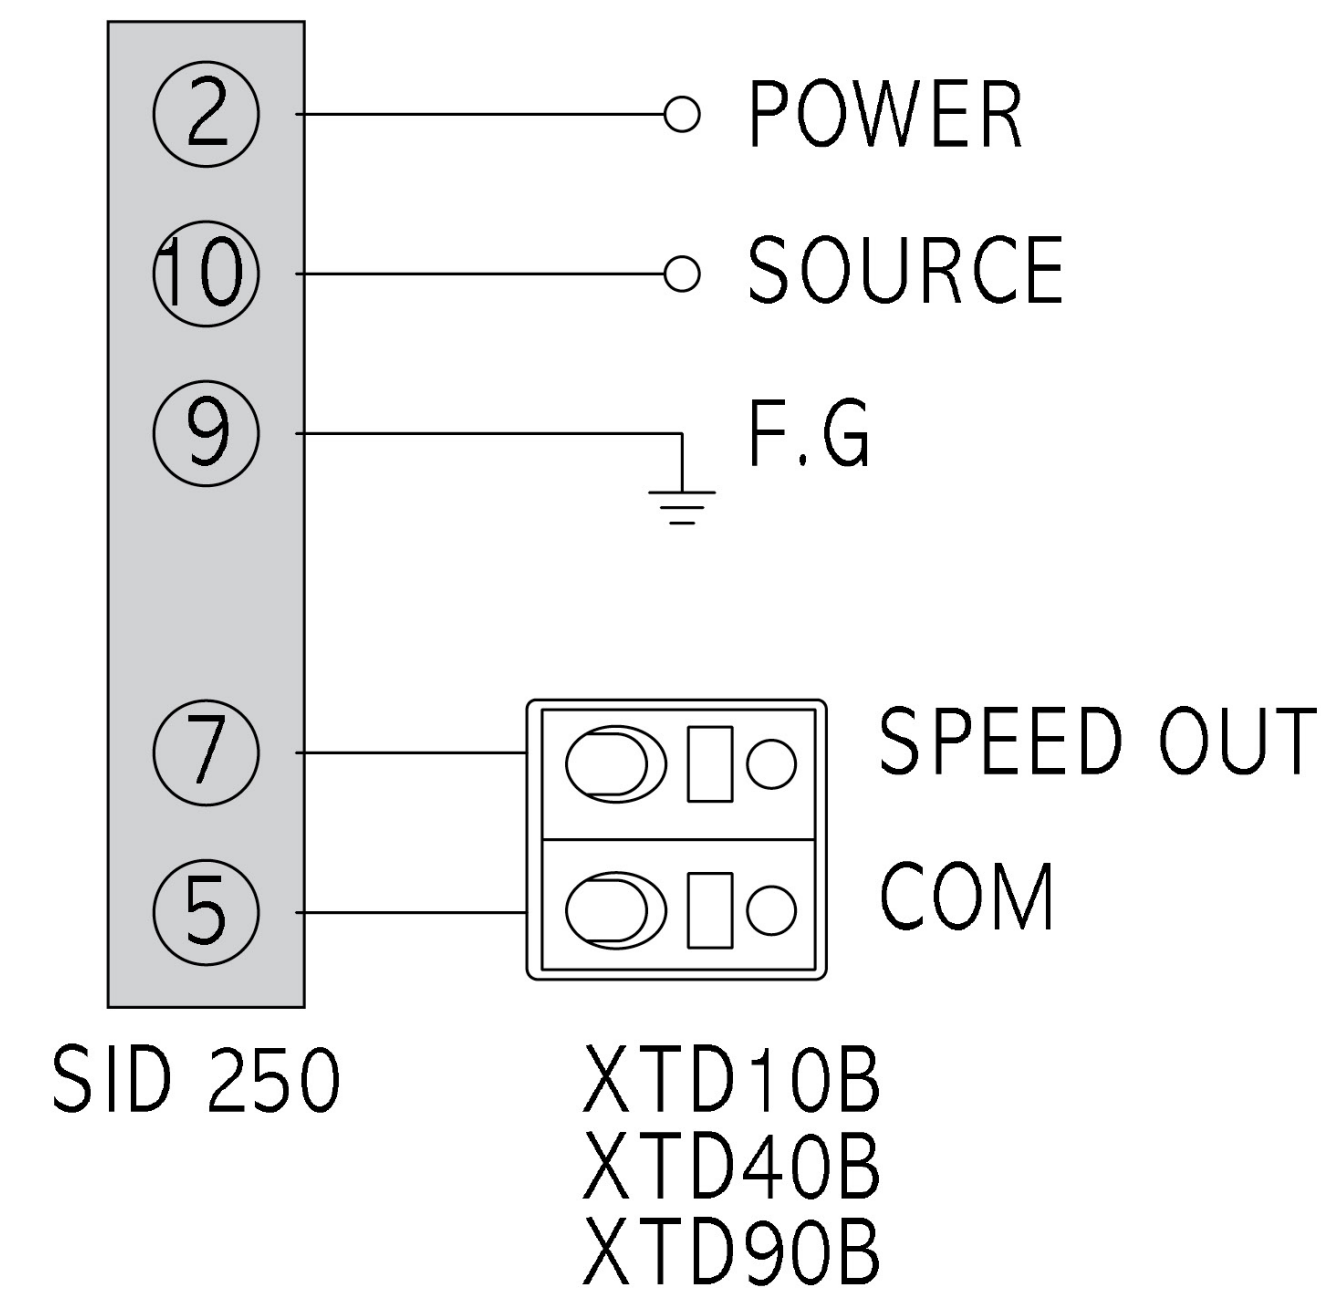 2 POWER
10 SOURCE
9 F.G
7 SPEED OUT
5 COM
SID 250
XTD10B
XTD40B
XTD90B